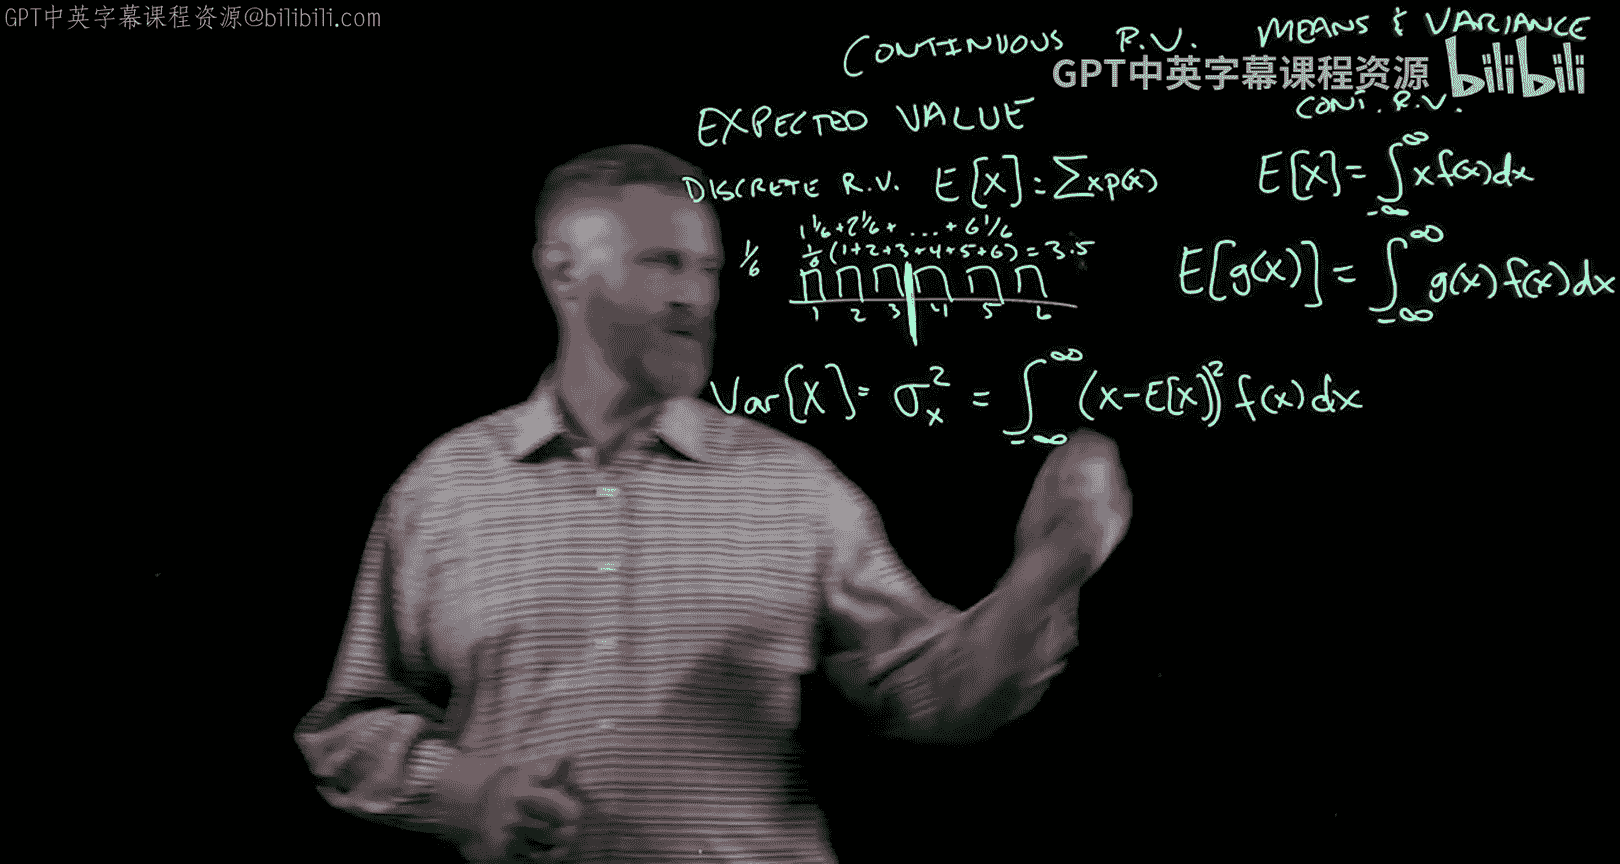 GPT中英字幕课程资源@bilibili.com
CONTINUOUS R.V. MEANS & VARIANCE
GPT中英字幕课程资源 bilibili
EXPECTED VALUE
CONT. R.V.
DISCRETE R.V. E[X] = ∑xp(x)
E[X] = ∫_{-∞}^{∞} x f(x) dx
1 1/6 + 2 1/6 + ... + 6 1/6
1/6 (1+2+3+4+5+6) = 3.5
1/6
1 2 3 4 5 6
E[g(x)] = ∫_{-∞}^{∞} g(x) f(x) dx
Var[X] = σ_x^2 = ∫_{-∞}^{∞} (x-E[x])^2 f(x) dx